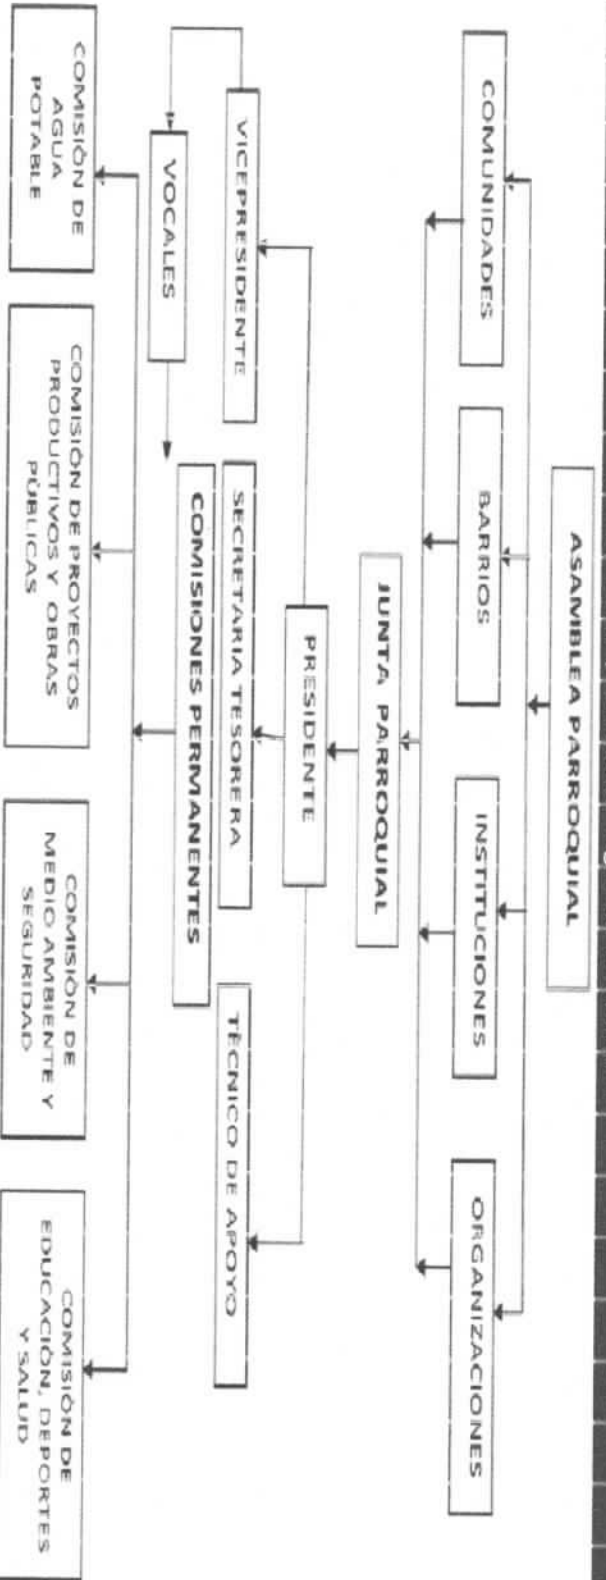 ASAMBLEA PARROQUIAL
COMUNIDADES
BARRIOS
INSTITUCIONES
ORGANIZACIONES
JUNTA PARROQUIAL
PRESIDENTE
VICEPRESIDENTE
SECRETARIA TESORERA
TÉCNICO DE APOYO
VOCALES
COMISIONES PERMANENTES
COMISIÓN DE
AGUA
POTABLE
COMISIÓN DE PROYECTOS
PRODUCTIVOS Y OBRAS
PÚBLICAS
COMISIÓN DE
MEDIO AMBIENTE Y
SEGURIDAD
COMISIÓN DE
EDUCACIÓN, DEPORTES
Y SALUD